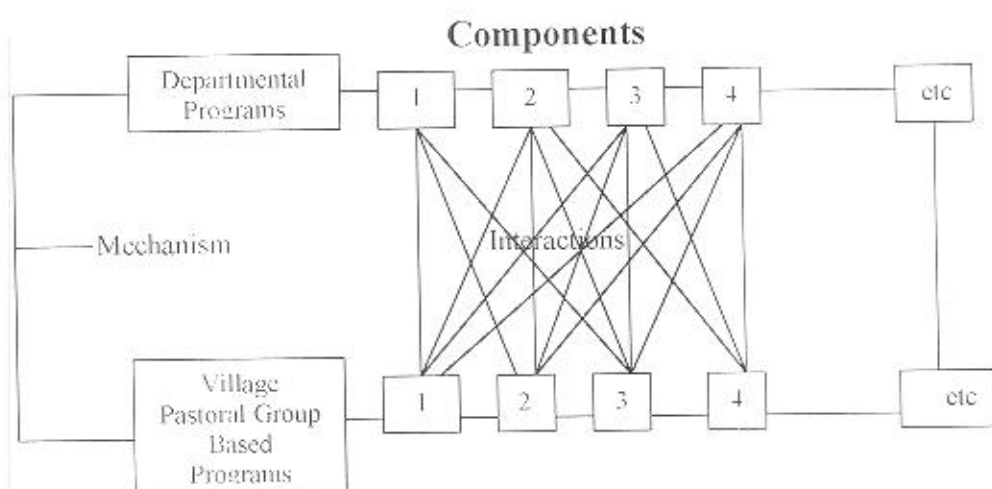 Components
Departmental
Programs
1
2
3
4
etc
Mechanism
Interactions
Village
Pastoral Group
Based
Programs
1
2
3
4
etc